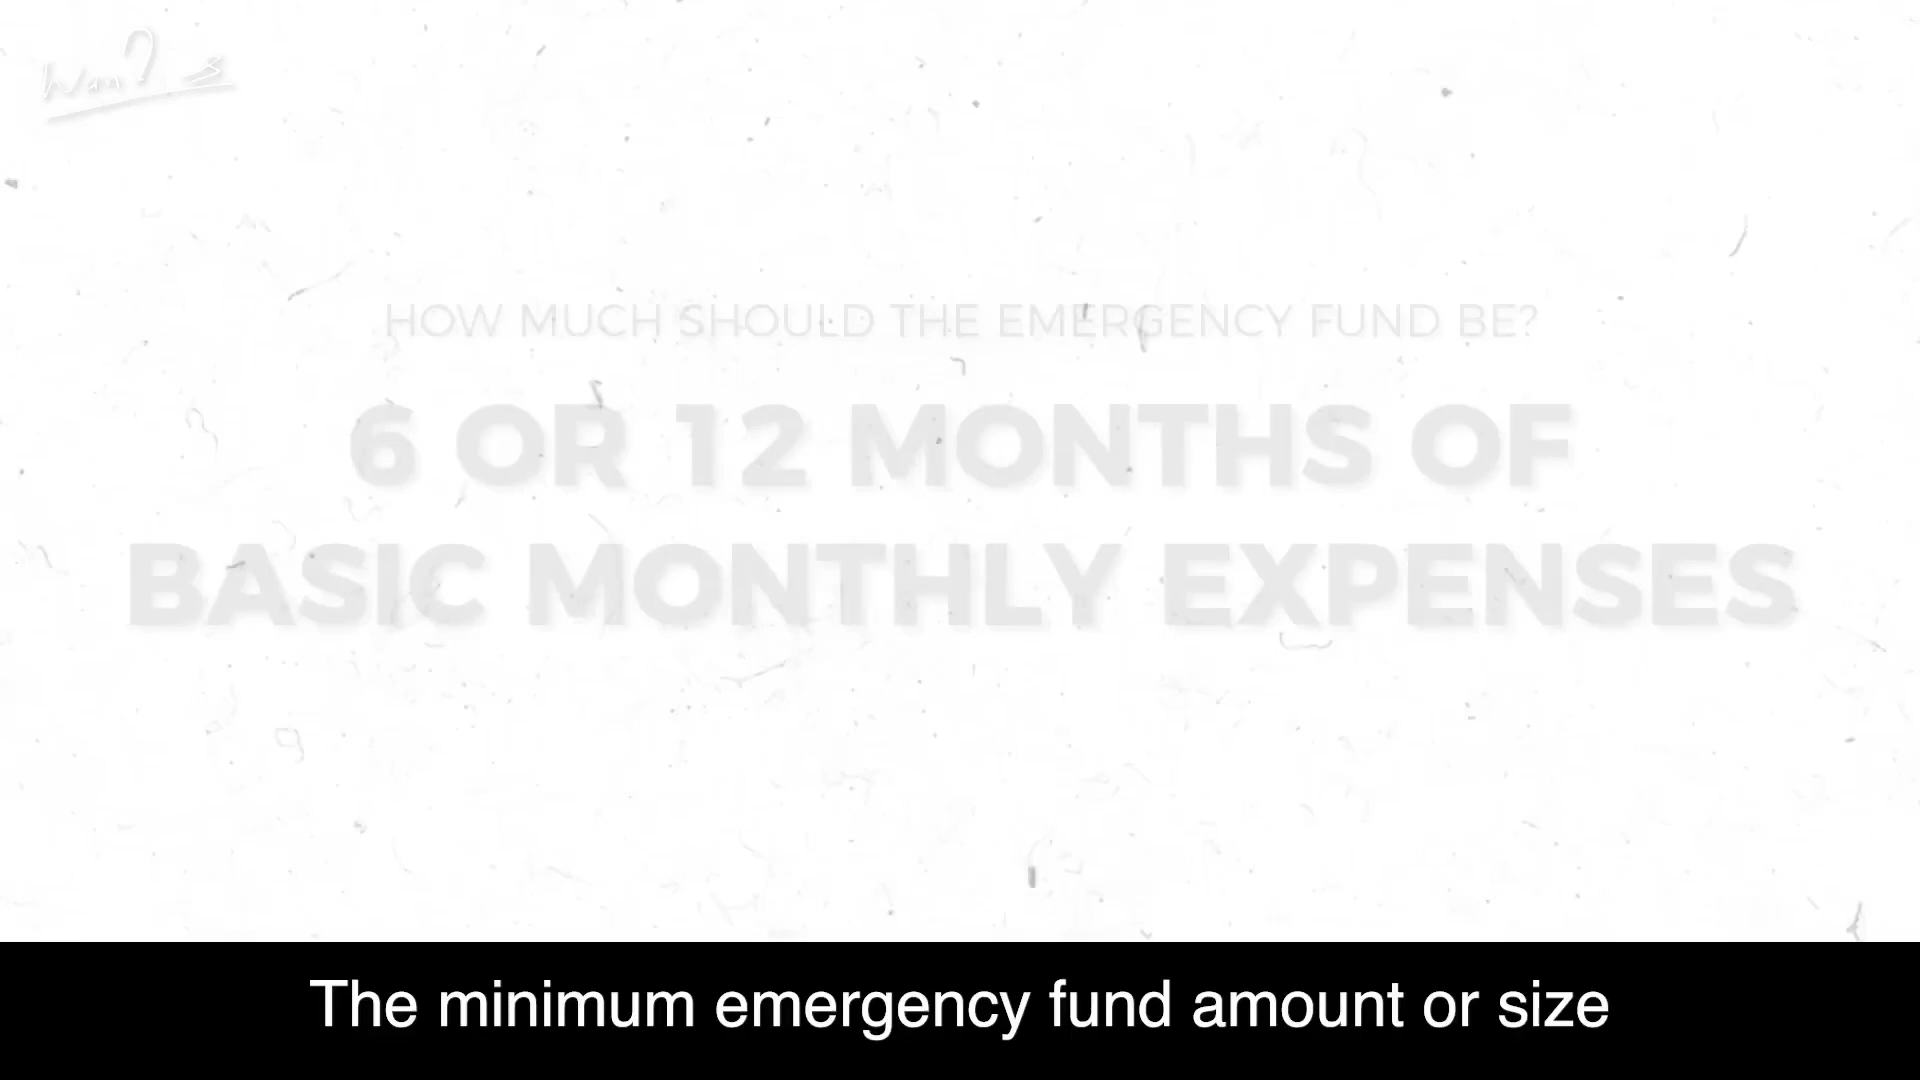 HOW MUCH SHOULD THE EMERGENCY FUND BE?
6 OR 12 MONTHS OF
BASIC MONTHLY EXPENSES
The minimum emergency fund amount or size